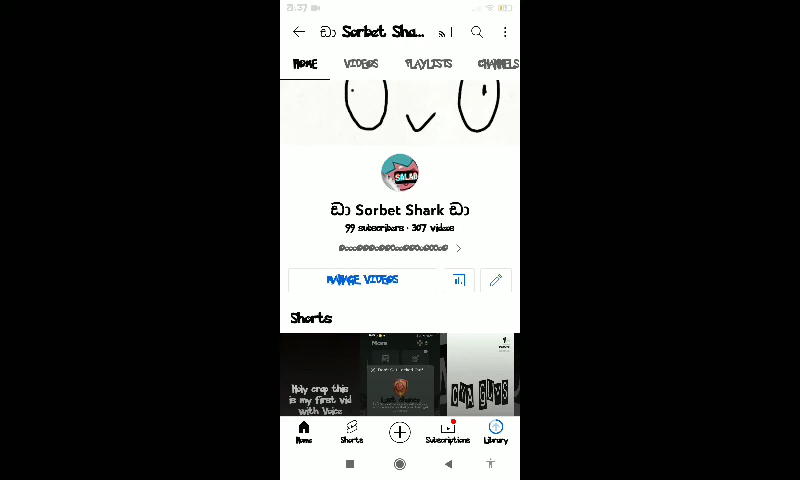 ඬා Sorbet Sha...
HOME VIDEOS PLAYLISTS CHANNELS
SALAD
ඬා Sorbet Shark ඬා
99 subscribers · 307 videos
MANAGE VIDEOS
Shorts
Holy crap this
is my first vid
with Voice
More
Home Shorts Subscriptions Library